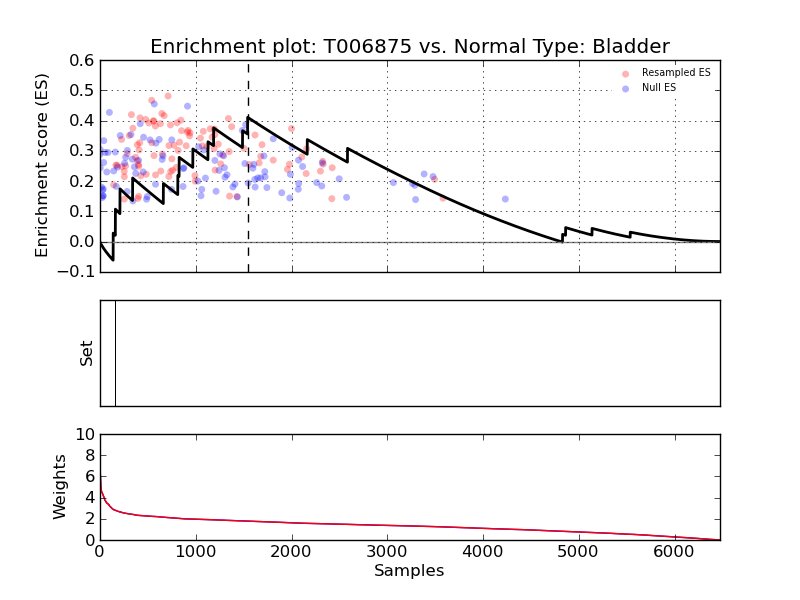 Enrichment plot: T006875 vs. Normal Type: Bladder
Enrichment score (ES)
0.6
0.5
0.4
0.3
0.2
0.1
0.0
−0.1
Resampled ES
Null ES
Set
Weights
10
8
6
4
2
0
0 1000 2000 3000 4000 5000 6000
Samples